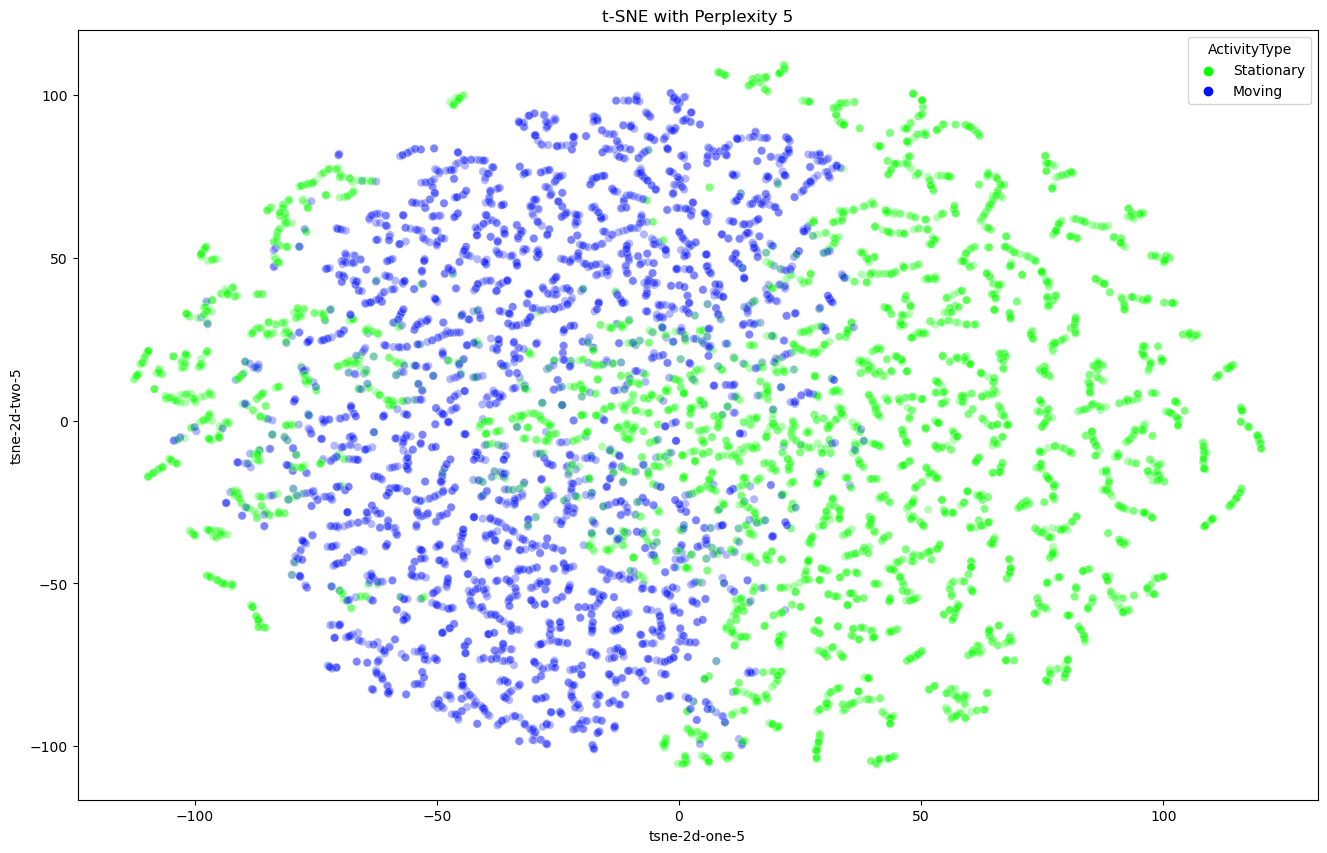 t-SNE with Perplexity 5
ActivityType
Stationary
Moving
100
50
0
−50
−100
tsne-2d-two-5
−100
−50
0
50
100
tsne-2d-one-5